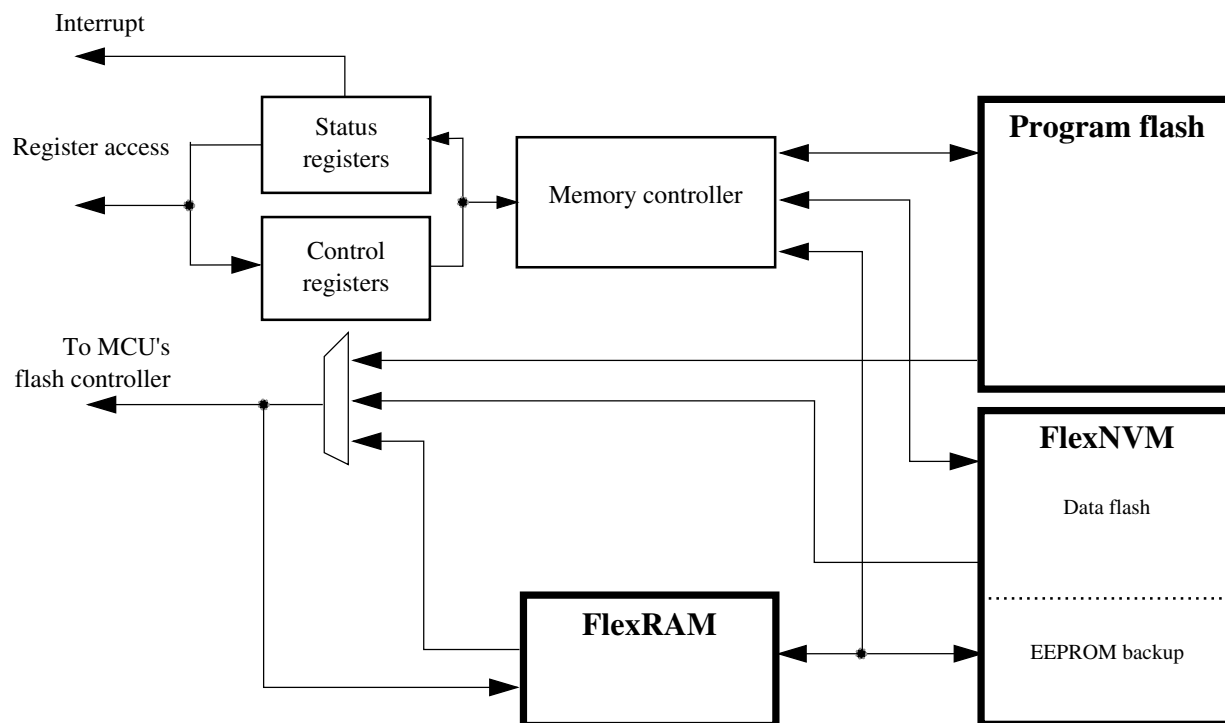 Interrupt
Status
registers
Register access
Control
registers
Memory controller
Program flash
To MCU's
flash controller
FlexNVM
Data flash
FlexRAM
EEPROM backup